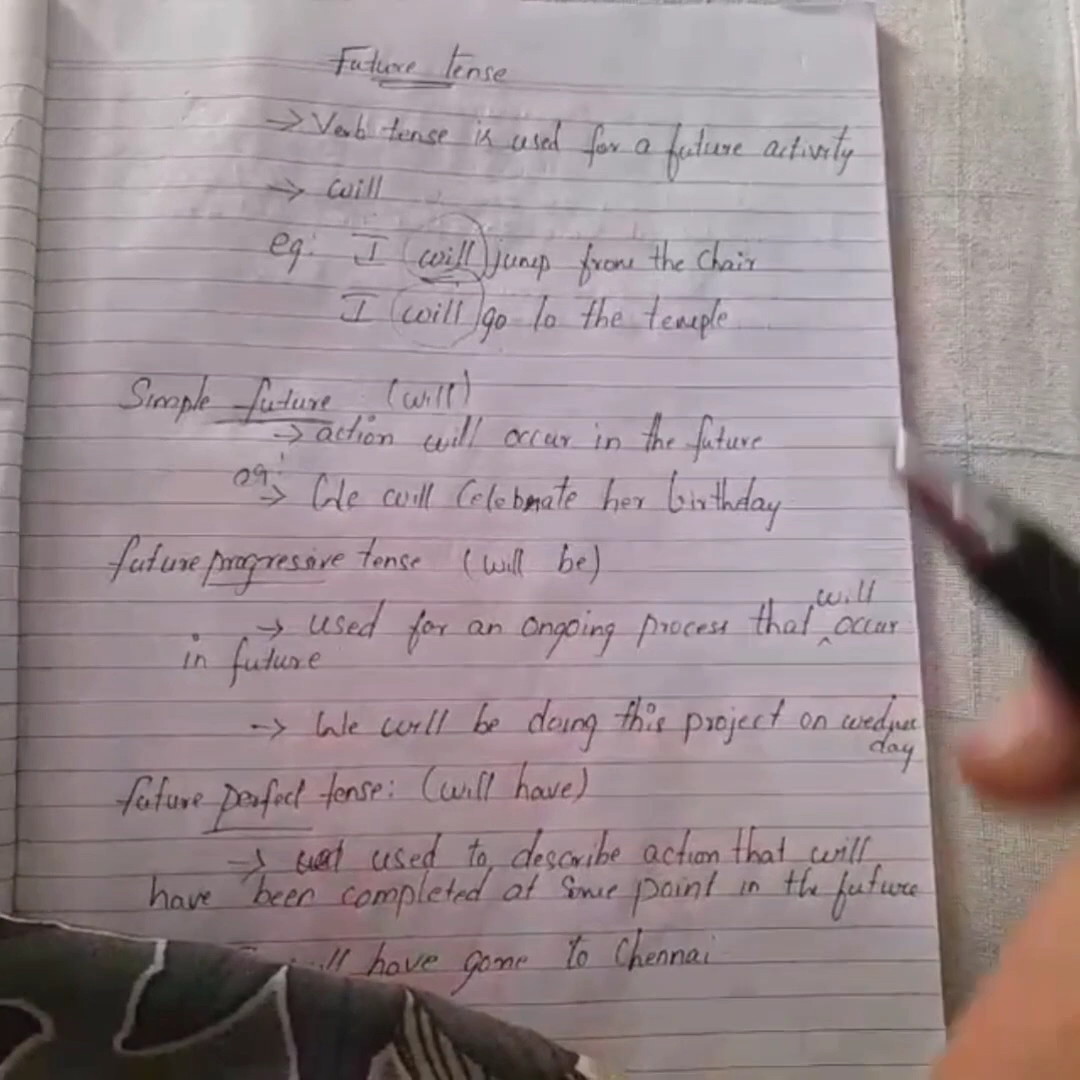 Future tense
→ Verb tense is used for a future activity
→ will
eg: I will jump from the Chair
I will go to the temple
Simple future (will)
→ action will occur in the future
eg:
→ We will Celebrate her birthday
future progressive tense (will be)
→ used for an ongoing process that will occur
in future
→ We will be doing this project on wednes
day
future perfect tense: (will have)
→ used to describe action that will
have been completed at Some point in the future
have gone to Chennai